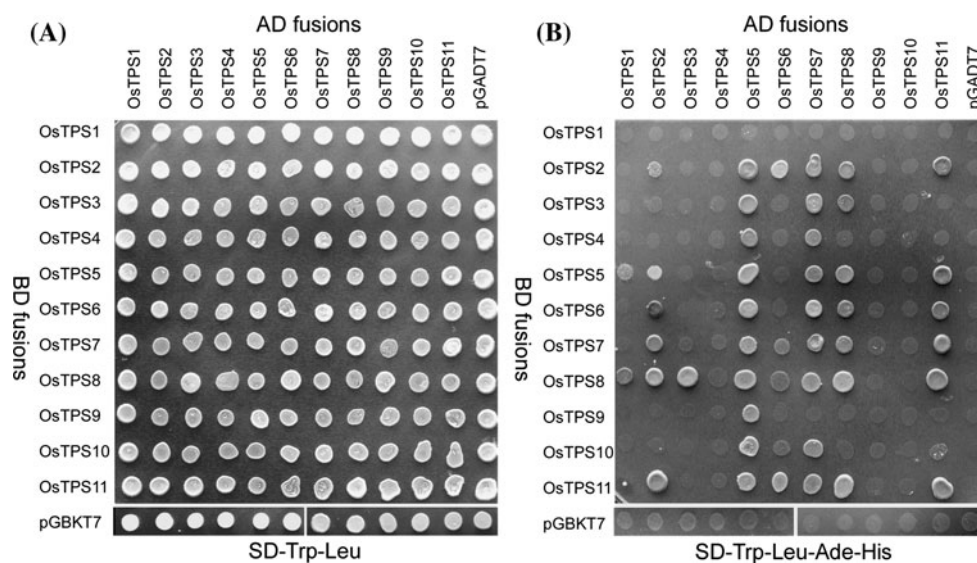 (A)
AD fusions
OsTPS1 OsTPS2 OsTPS3 OsTPS4 OsTPS5 OsTPS6 OsTPS7 OsTPS8 OsTPS9 OsTPS10 OsTPS11 pGADT7
BD fusions
OsTPS1
OsTPS2
OsTPS3
OsTPS4
OsTPS5
OsTPS6
OsTPS7
OsTPS8
OsTPS9
OsTPS10
OsTPS11
pGBKT7
SD-Trp-Leu
(B)
AD fusions
OsTPS1 OsTPS2 OsTPS3 OsTPS4 OsTPS5 OsTPS6 OsTPS7 OsTPS8 OsTPS9 OsTPS10 OsTPS11 pGADT7
BD fusions
OsTPS1
OsTPS2
OsTPS3
OsTPS4
OsTPS5
OsTPS6
OsTPS7
OsTPS8
OsTPS9
OsTPS10
OsTPS11
pGBKT7
SD-Trp-Leu-Ade-His